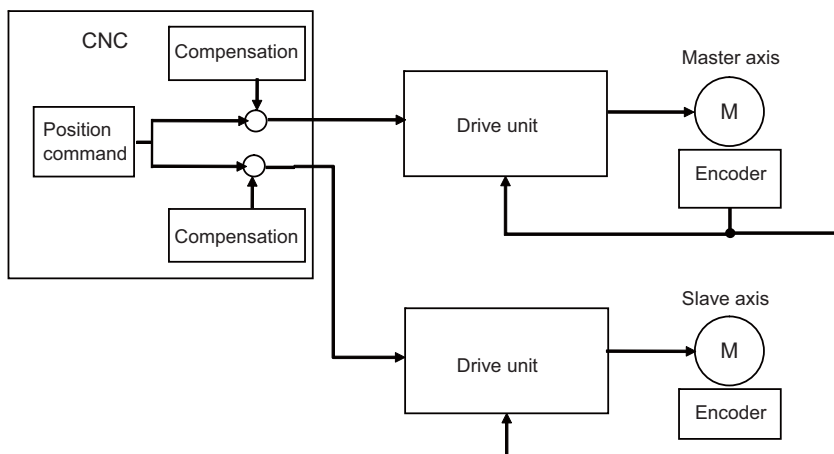 CNC
Compensation
Position
command
Compensation
Drive unit
Master axis
M
Encoder
Drive unit
Slave axis
M
Encoder